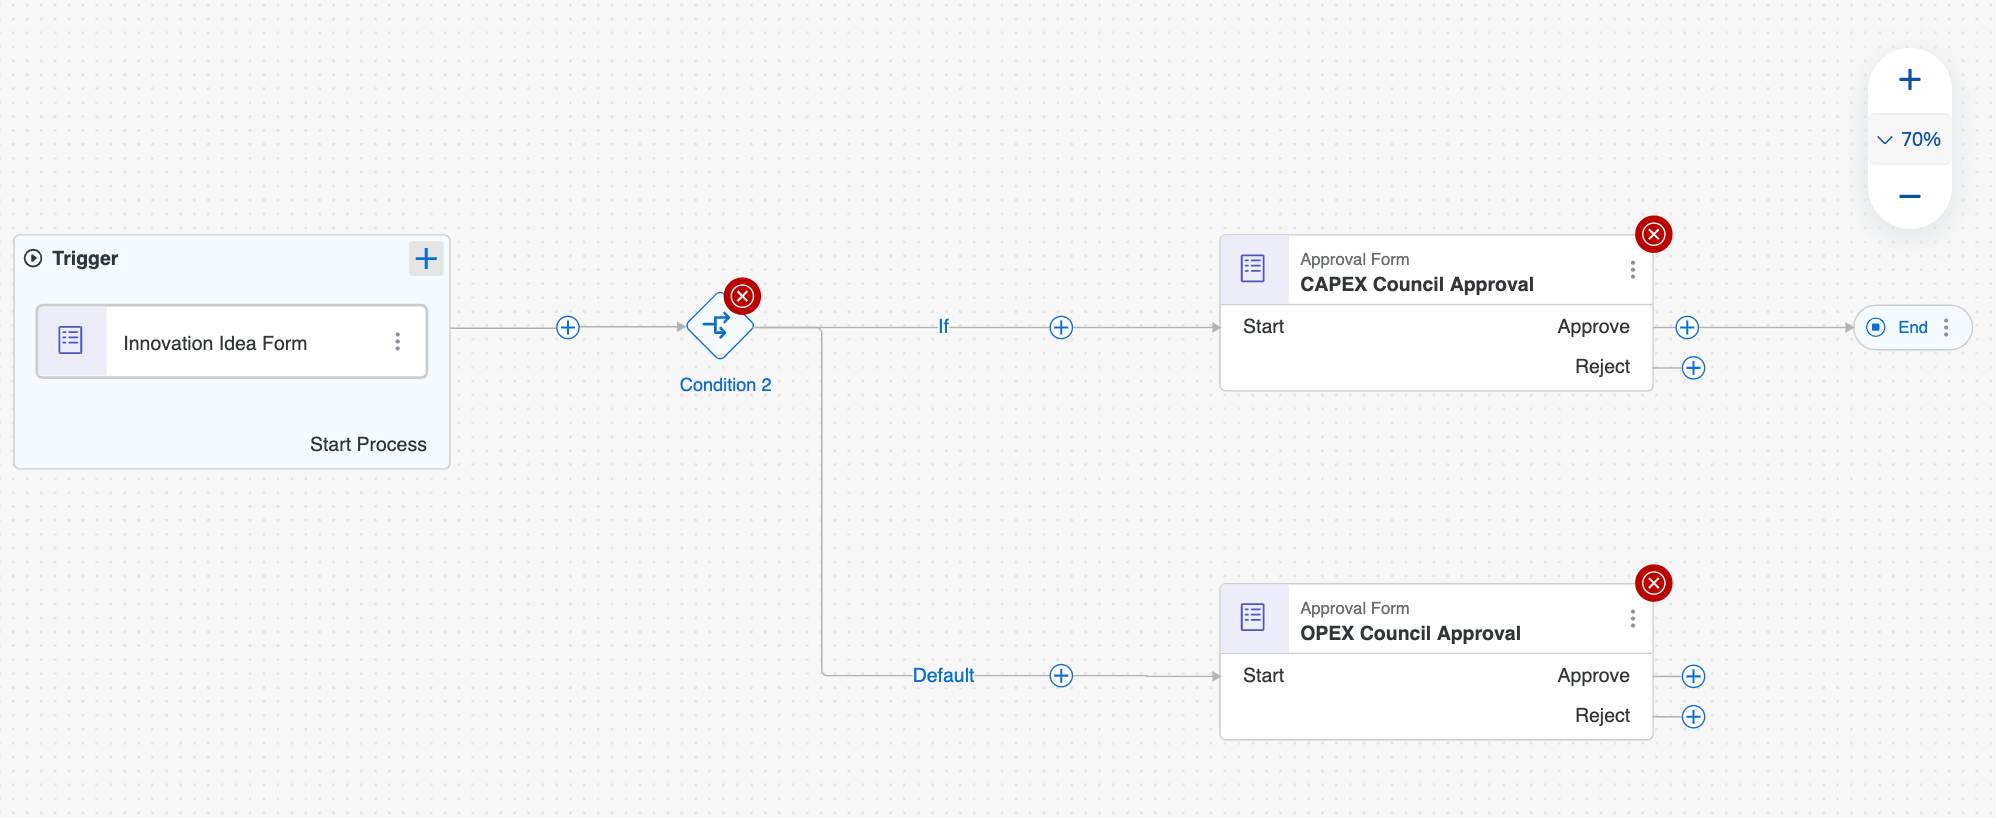 70%
Trigger
Innovation Idea Form
Start Process
Condition 2
If
Approval Form
CAPEX Council Approval
Start
Approve
Reject
End
Default
Approval Form
OPEX Council Approval
Start
Approve
Reject